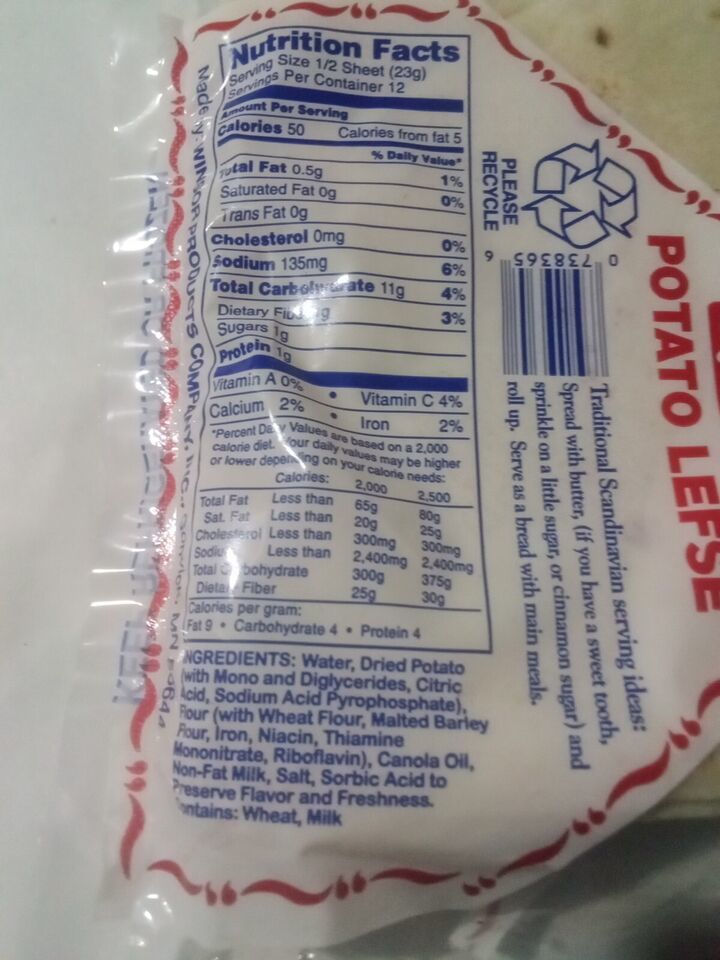 Nutrition Facts
Serving Size 1/2 Sheet (23g)
Servings Per Container 12
Amount Per Serving
Calories 50 Calories from fat 5
% Daily Value*
Total Fat 0.5g 1%
Saturated Fat 0g 0%
Trans Fat 0g
Cholesterol 0mg 0%
Sodium 135mg 6%
Total Carbohydrate 11g 4%
Dietary 3%
Sugars 1g
Protein 1g
Vitamin A 0% • Vitamin C 4%
Calcium 2% • Iron 2%
*Percent Daily Values are based on a 2,000
calorie diet. Your daily values may be higher
or lower depending on your calorie needs:
Calories: 2,000 2,500
Total Fat Less than 65g 80g
Sat. Fat Less than 20g 25g
Cholesterol Less than 300mg 300mg
Sodium Less than 2,400mg 2,400mg
Total Carbohydrate 300g 375g
Dietary Fiber 25g 30g
Calories per gram:
Fat 9 • Carbohydrate 4 • Protein 4
INGREDIENTS: Water, Dried Potato
(with Mono and Diglycerides, Citric
Acid, Sodium Acid Pyrophosphate),
Flour (with Wheat Flour, Malted Barley
Flour, Iron, Niacin, Thiamine
Mononitrate, Riboflavin), Canola Oil,
Non-Fat Milk, Salt, Sorbic Acid to
Preserve Flavor and Freshness.
Contains: Wheat, Milk
PRODUCTS COMPANY,
PLEASE
RECYCLE
0 738365 6
Traditional Scandinavian serving ideas:
Spread with butter, (if you have a sweet tooth,
sprinkle on a little sugar, or cinnamon sugar) and
roll up. Serve as a bread with main meals.
POTATO LEFSE